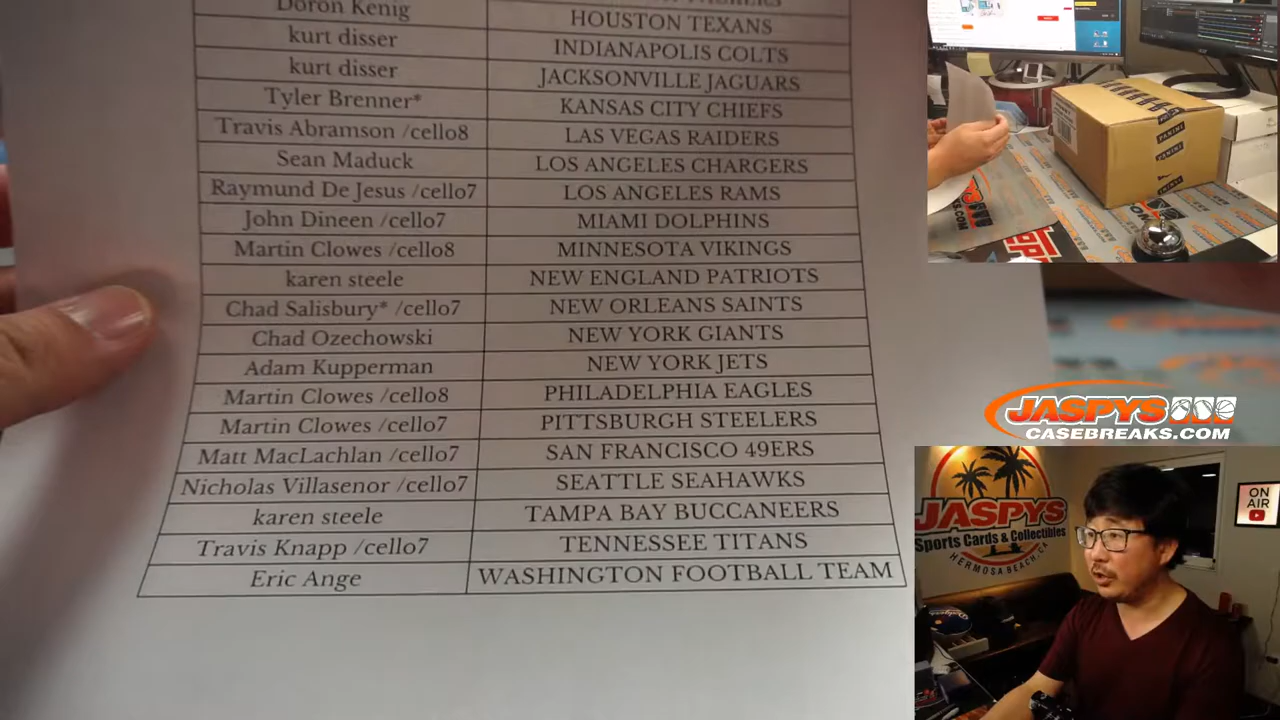 Doron Kenig
HOUSTON TEXANS
kurt disser INDIANAPOLIS COLTS
kurt disser JACKSONVILLE JAGUARS
Tyler Brenner* KANSAS CITY CHIEFS
Travis Abramson /cello8 LAS VEGAS RAIDERS
Sean Maduck LOS ANGELES CHARGERS
Raymund De Jesus /cello7 LOS ANGELES RAMS
John Dineen /cello7 MIAMI DOLPHINS
Martin Clowes /cello8 MINNESOTA VIKINGS
karen steele NEW ENGLAND PATRIOTS
Chad Salisbury* /cello7 NEW ORLEANS SAINTS
Chad Ozechowski NEW YORK GIANTS
Adam Kupperman NEW YORK JETS
Martin Clowes /cello8 PHILADELPHIA EAGLES
Martin Clowes /cello7 PITTSBURGH STEELERS
Matt MacLachlan /cello7 SAN FRANCISCO 49ERS
Nicholas Villasenor /cello7 SEATTLE SEAHAWKS
karen steele TAMPA BAY BUCCANEERS
Travis Knapp /cello7 TENNESSEE TITANS
Eric Ange WASHINGTON FOOTBALL TEAM
PANINI
PANINI
PANINI
JASPYS
CASEBREAKS.COM
JASPYS
Sports Cards & Collectibles
HERMOSA BEACH, CA
ON
AIR